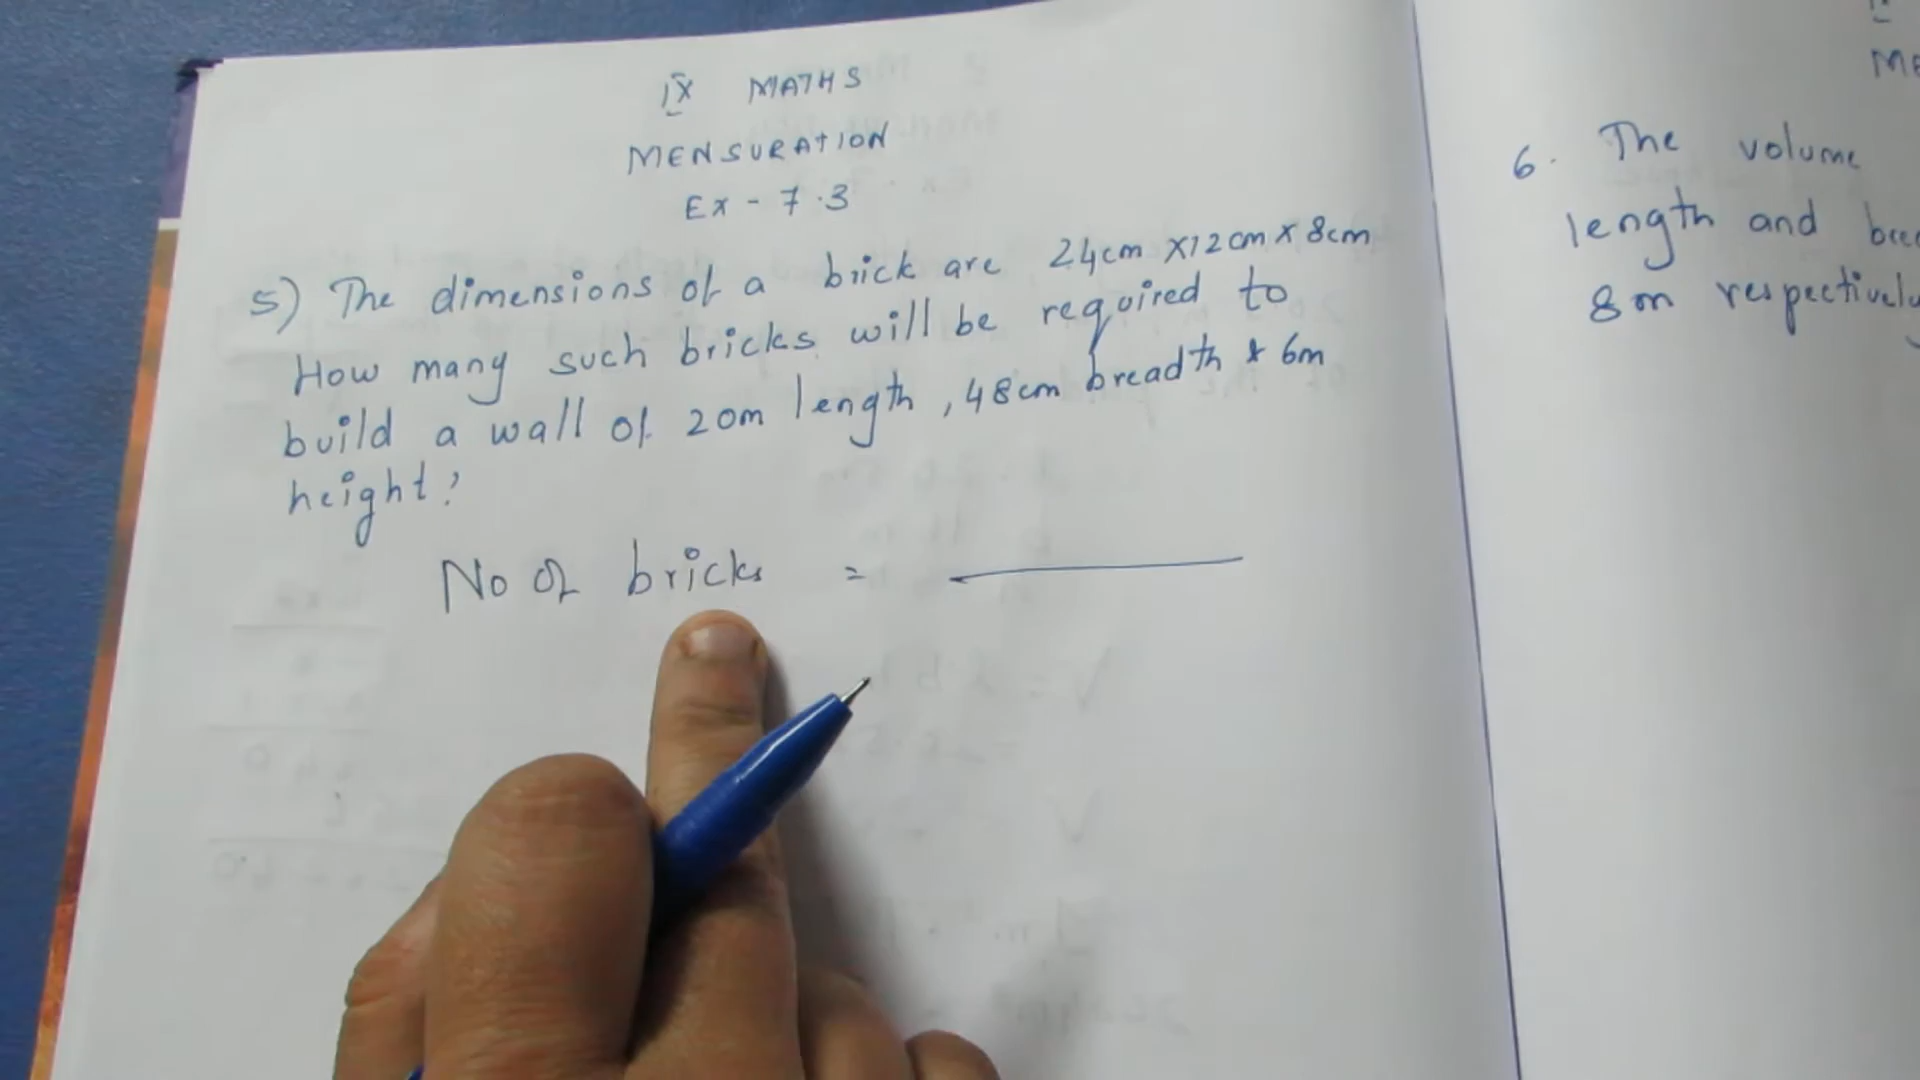 IX MATHS
MENSURATION
Ex - 7.3
5) The dimensions of a brick are 24cm x12cm x 8cm
How many such bricks will be required to
build a wall of 20m length, 48cm breadth & 6m
height?
No of bricks =
6. The volume
length and
8m respectively